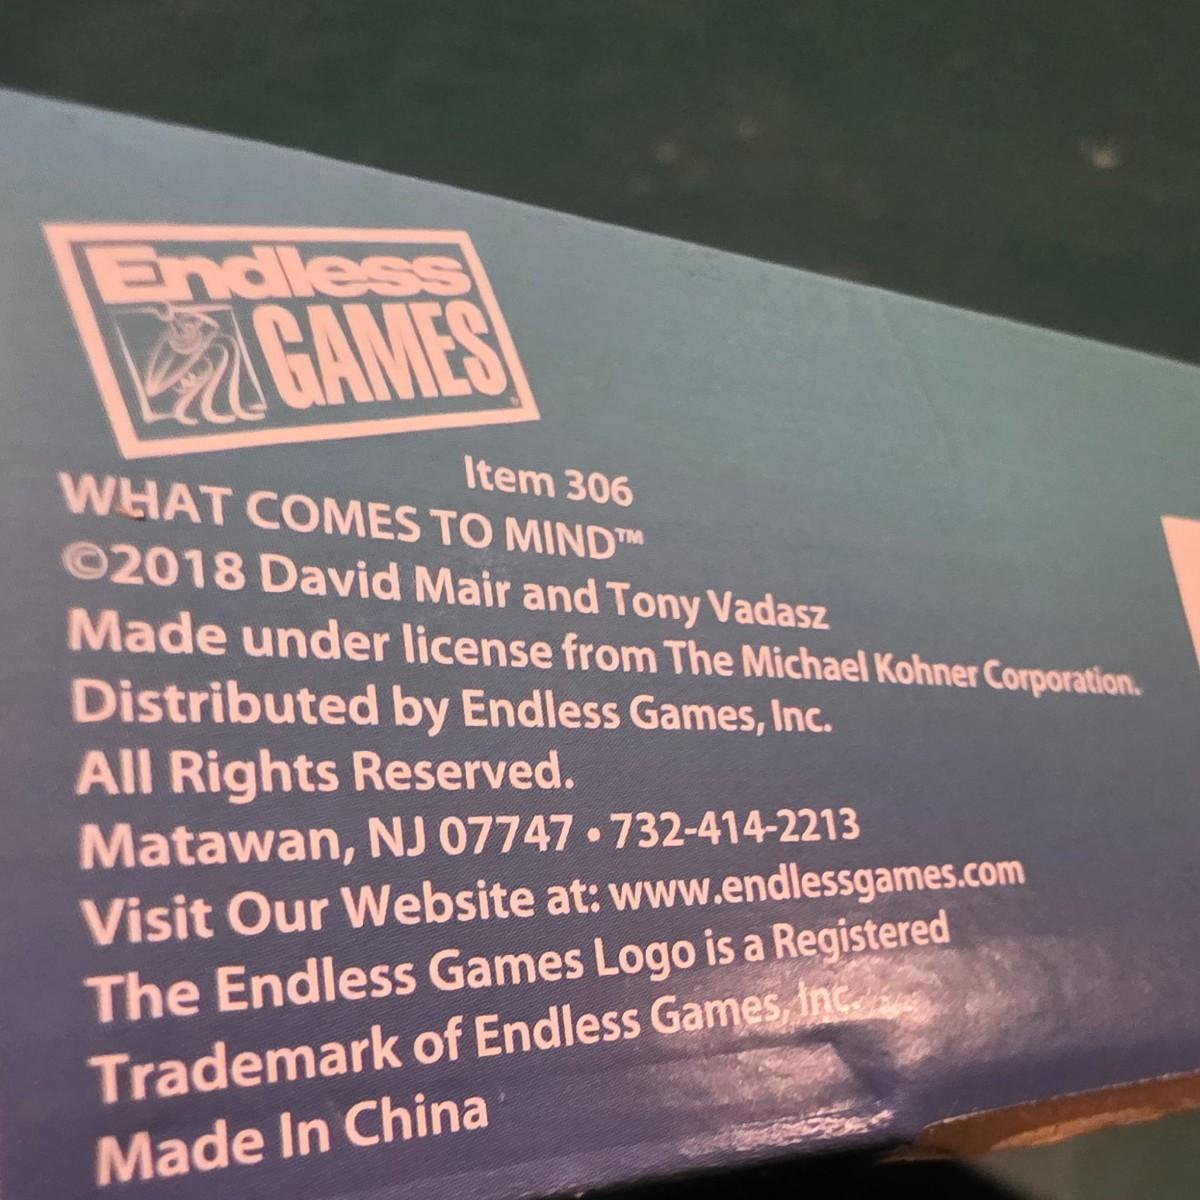 Endless
GAMES
Item 306
WHAT COMES TO MIND™
©2018 David Mair and Tony Vadasz
Made under license from The Michael Kohner Corporation.
Distributed by Endless Games, Inc.
All Rights Reserved.
Matawan, NJ 07747 • 732-414-2213
Visit Our Website at: www.endlessgames.com
The Endless Games Logo is a Registered
Trademark of Endless Games, Inc.
Made In China